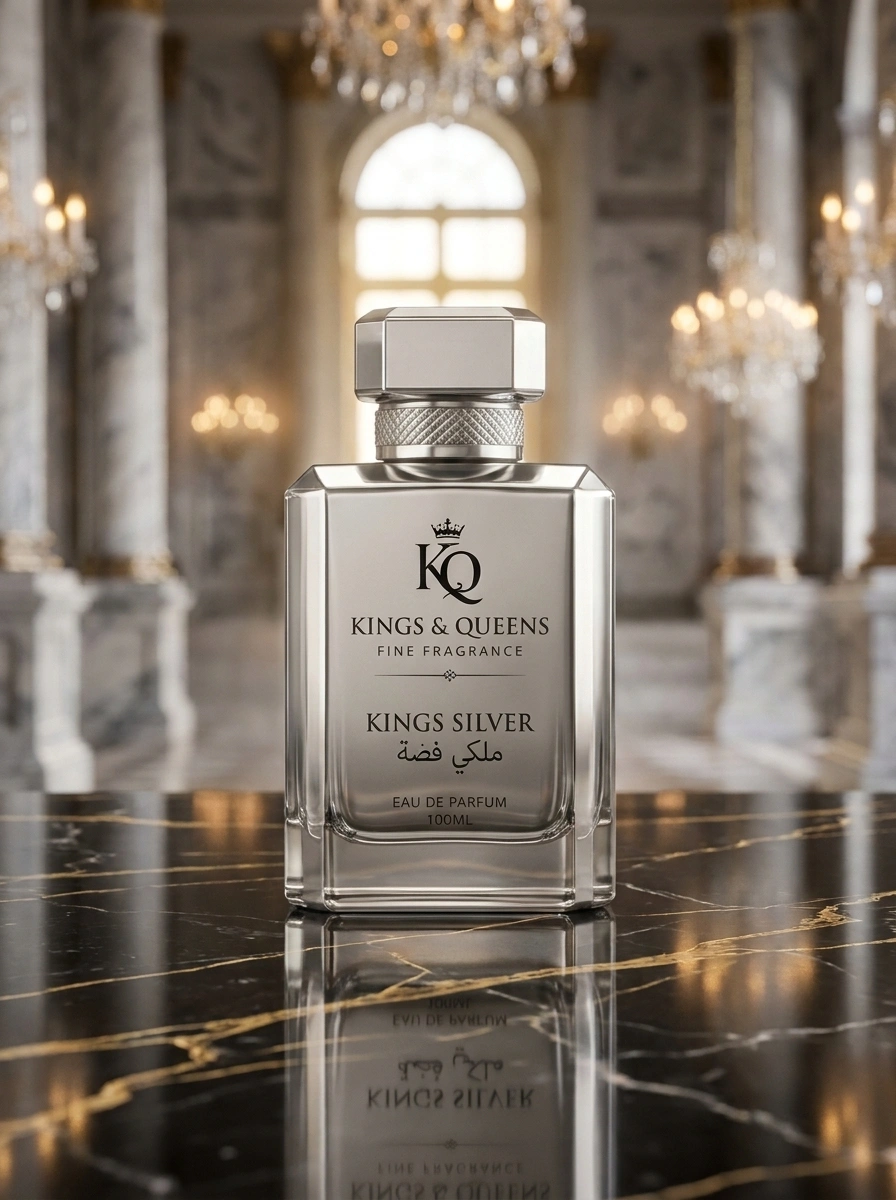 KQ
KINGS & QUEENS
FINE FRAGRANCE
KINGS SILVER
ملكي فضة
EAU DE PARFUM
100ML